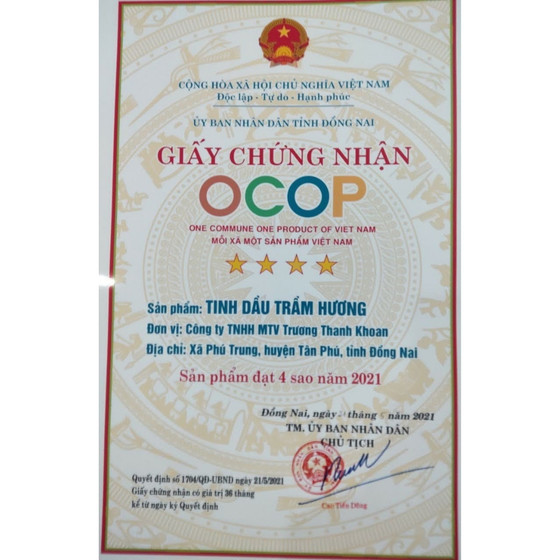 CỘNG HÒA XÃ HỘI CHỦ NGHĨA VIỆT NAM
Độc lập - Tự do - Hạnh phúc
ỦY BAN NHÂN DÂN TỈNH ĐỒNG NAI
GIẤY CHỨNG NHẬN
OCOP
ONE COMMUNE ONE PRODUCT OF VIET NAM
MỖI XÃ MỘT SẢN PHẨM VIỆT NAM
Sản phẩm: TINH DẦU TRẦM HƯƠNG
Đơn vị: Công ty TNHH MTV Trương Thanh Khoan
Địa chỉ: Xã Phú Trung, huyện Tân Phú, tỉnh Đồng Nai
Sản phẩm đạt 4 sao năm 2021
Đồng Nai, ngày tháng năm 2021
TM. ỦY BAN NHÂN DÂN
CHỦ TỊCH
Quyết định số 1704/QĐ-UBND ngày 21/5/2021
Giấy chứng nhận có giá trị 36 tháng
kể từ ngày ký Quyết định
Cao Tiến Dũng